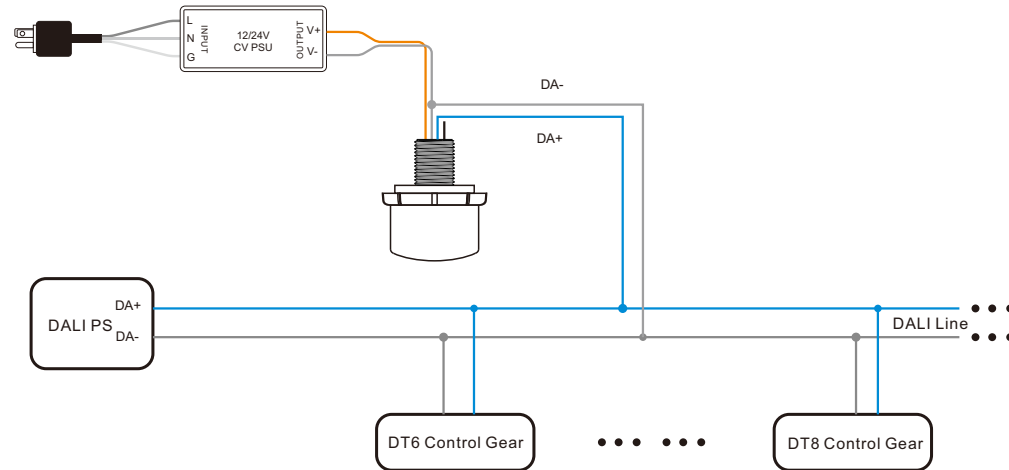 L
N
G
INPUT
12/24V
CV PSU
OUTPUT
V+
V-
DA-
DA+
DALI PS
DA+
DA-
DALI Line
DT6 Control Gear
DT8 Control Gear